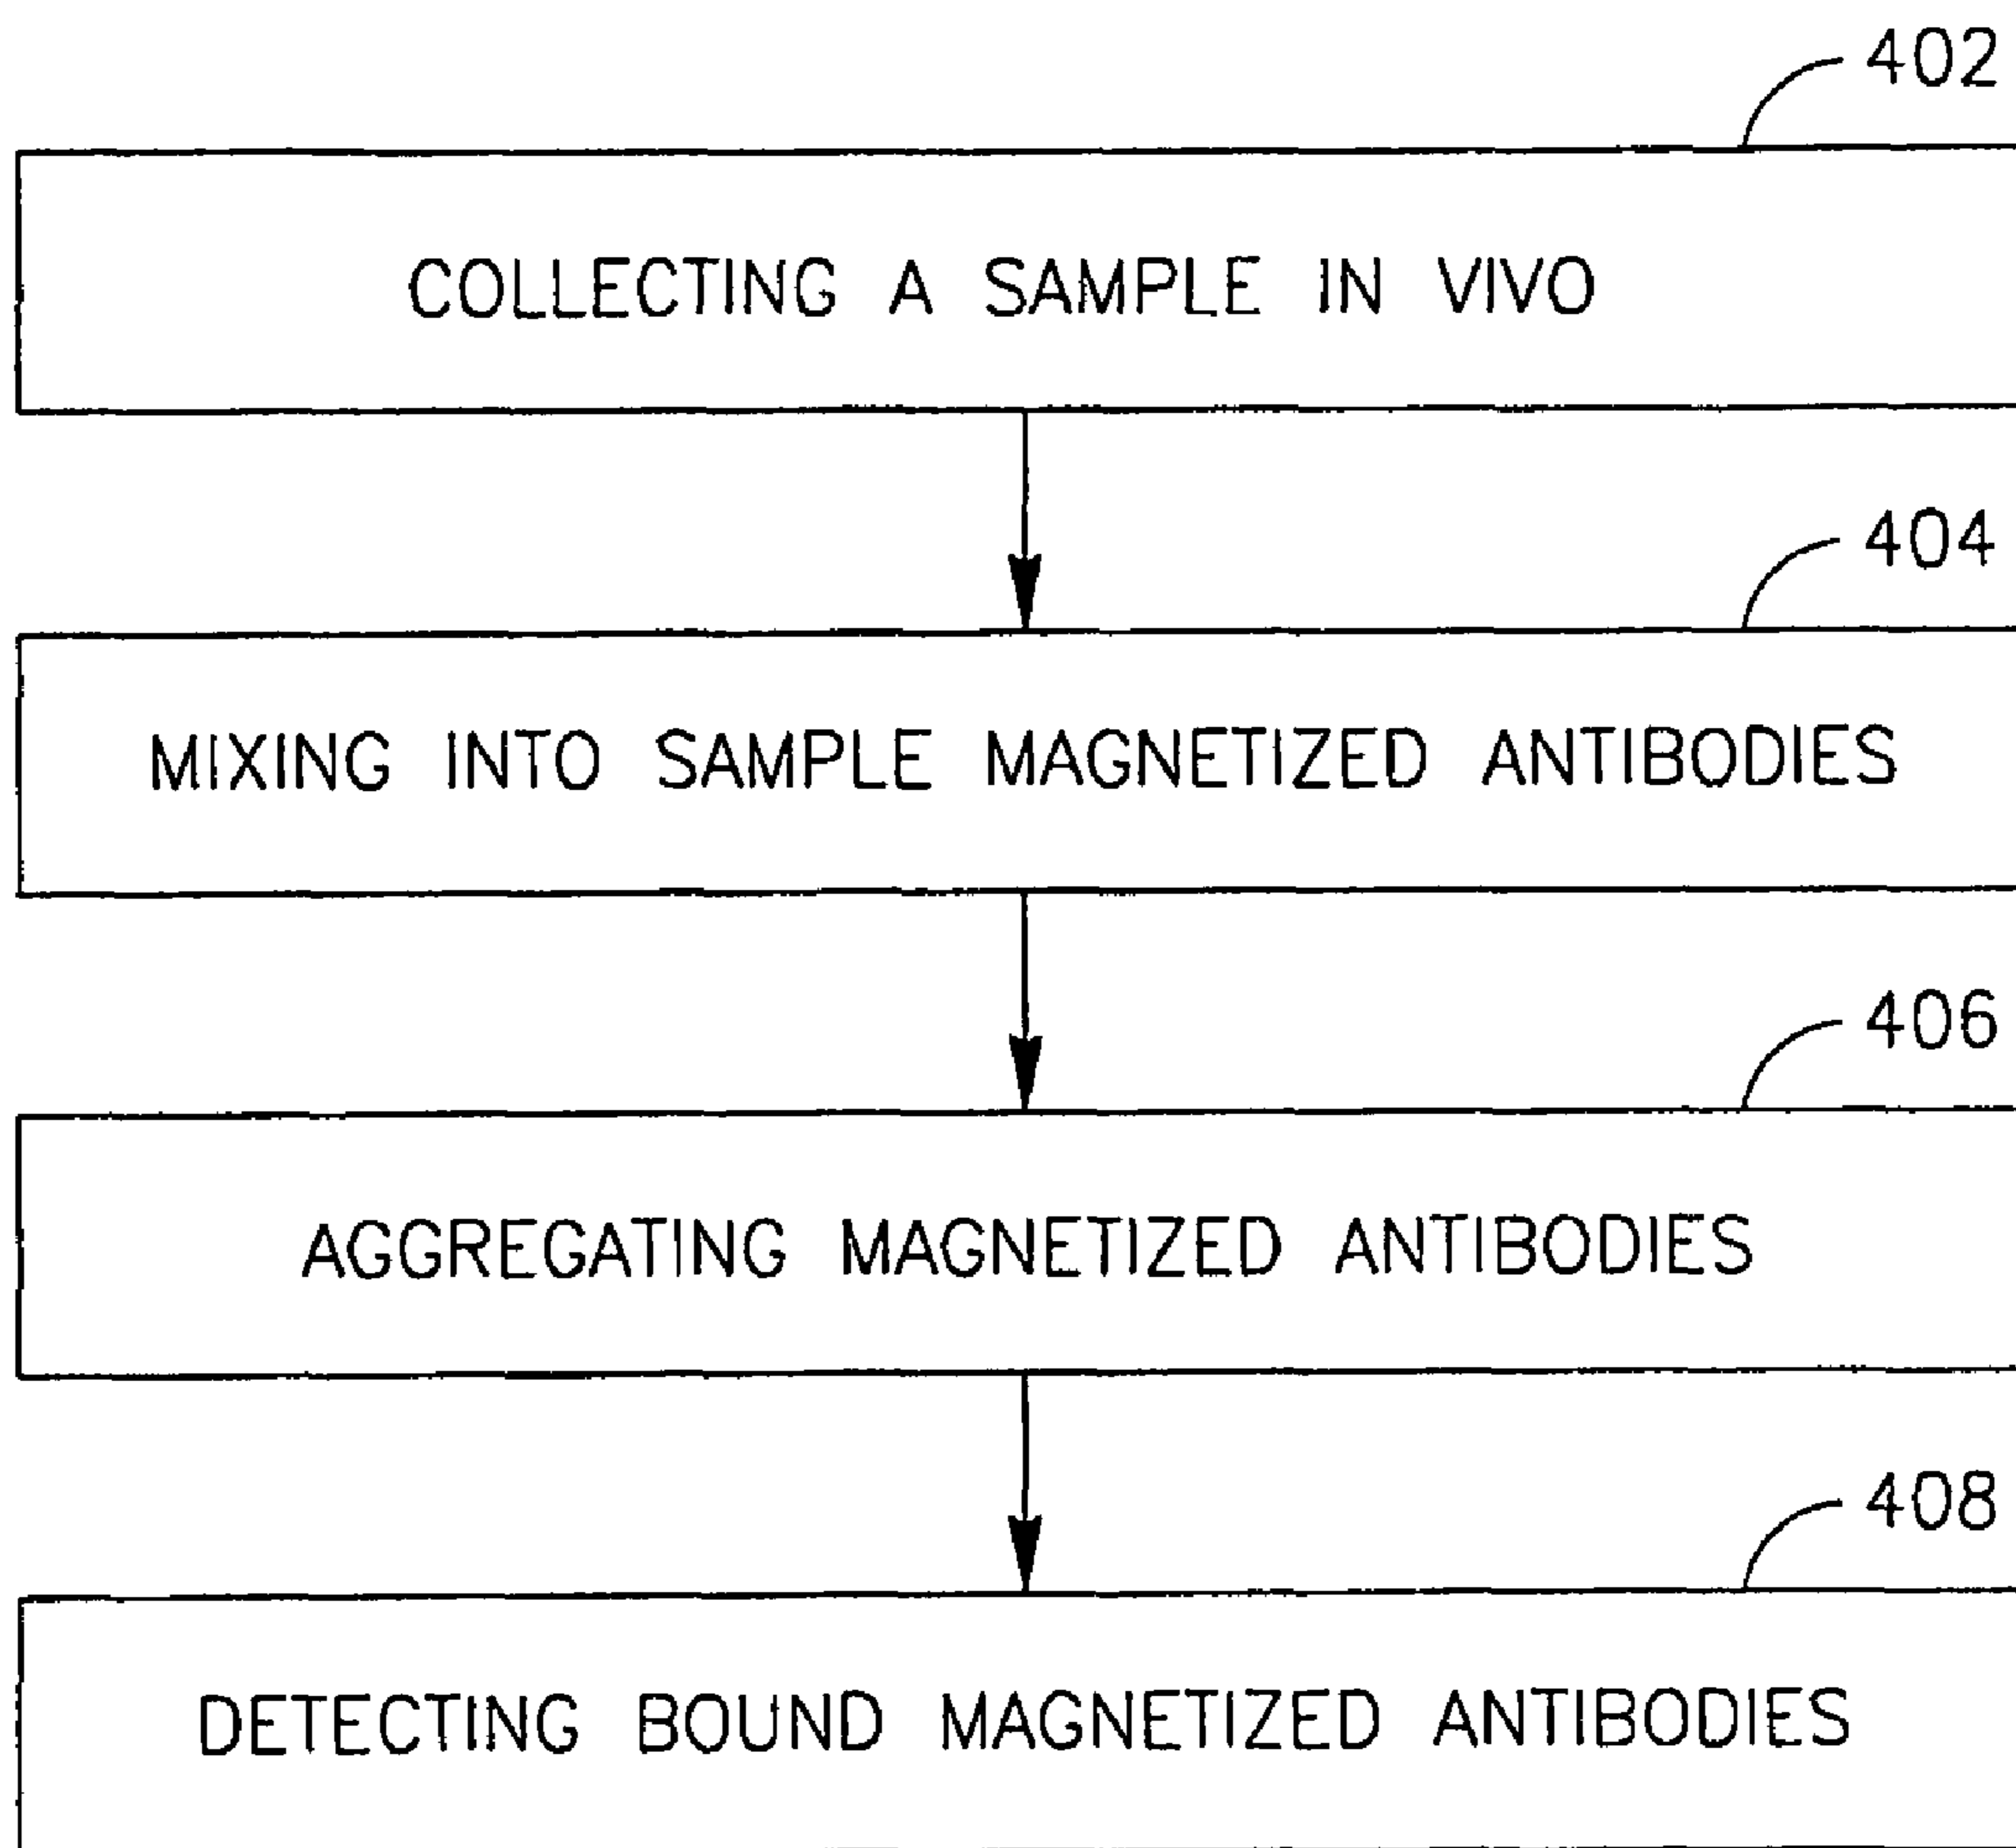 402
COLLECTING A SAMPLE IN VIVO
404
MIXING INTO SAMPLE MAGNETIZED ANTIBODIES
406
AGGREGATING MAGNETIZED ANTIBODIES
408
DETECTING BOUND MAGNETIZED ANTIBODIES